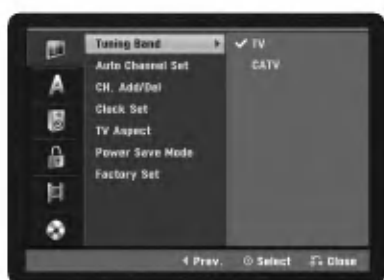 Tuning Band
Auto Channel Set
CH. Add/Del
Clock Set
TV Aspect
Power Save Mode
Factory Set
TV
CATV
A
Prev. Select Close